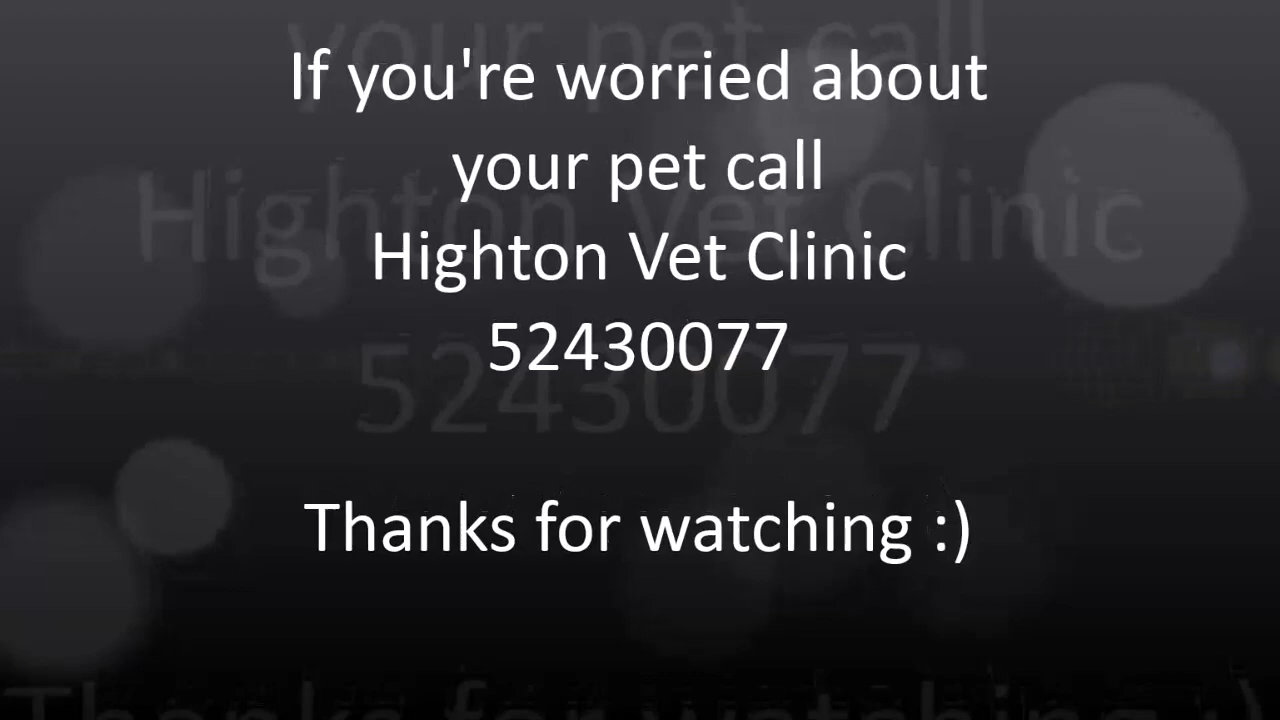 If you're worried about
your pet call
Highton Vet Clinic
52430077
Thanks for watching :)